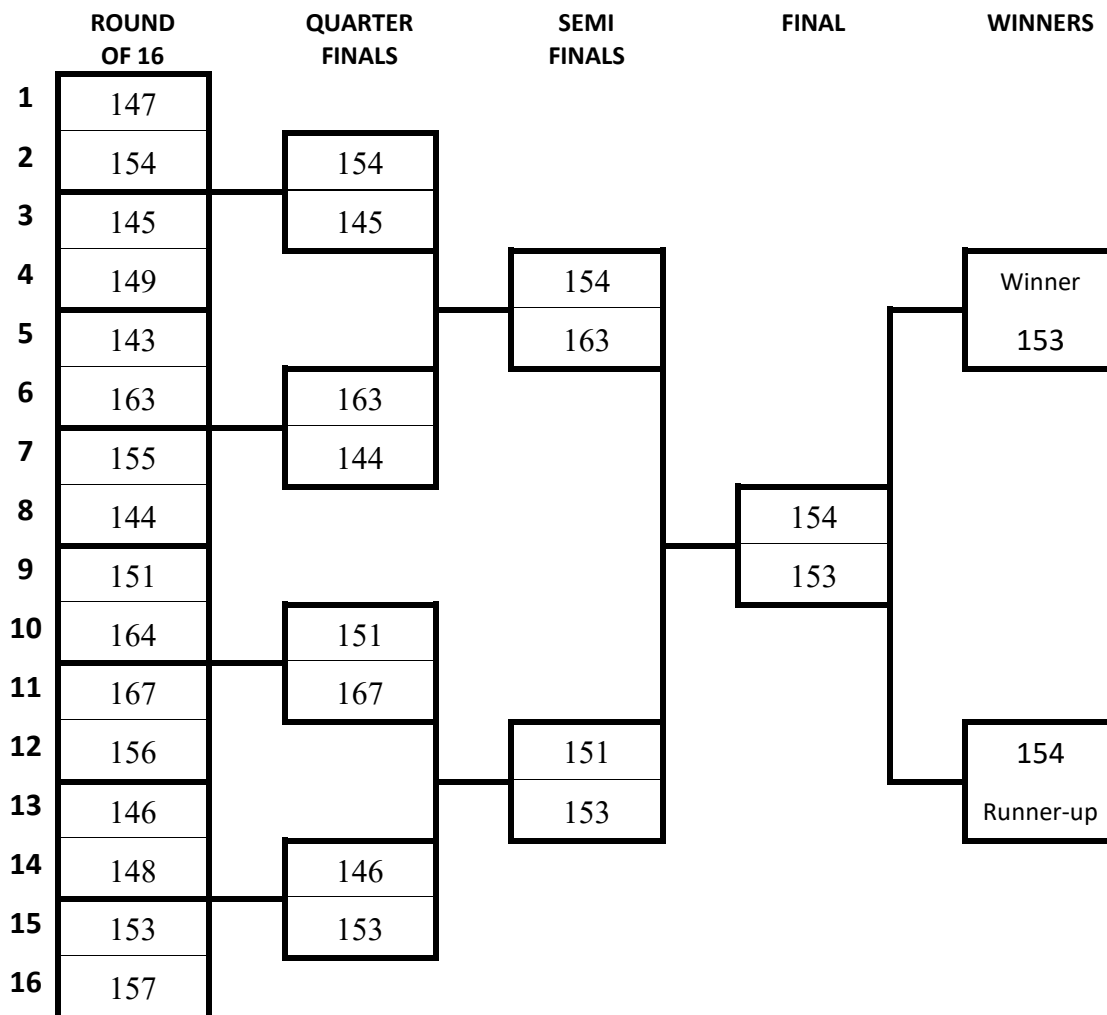 ROUND OF 16 QUARTER FINALS SEMI FINALS FINAL WINNERS
1 147
2 154 154
3 145 145
4 149 154 Winner
5 143 163 153
6 163 163
7 155 144
8 144 154
9 151 153
10 164 151
11 167 167
12 156 151 154
13 146 153 Runner-up
14 148 146
15 153 153
16 157